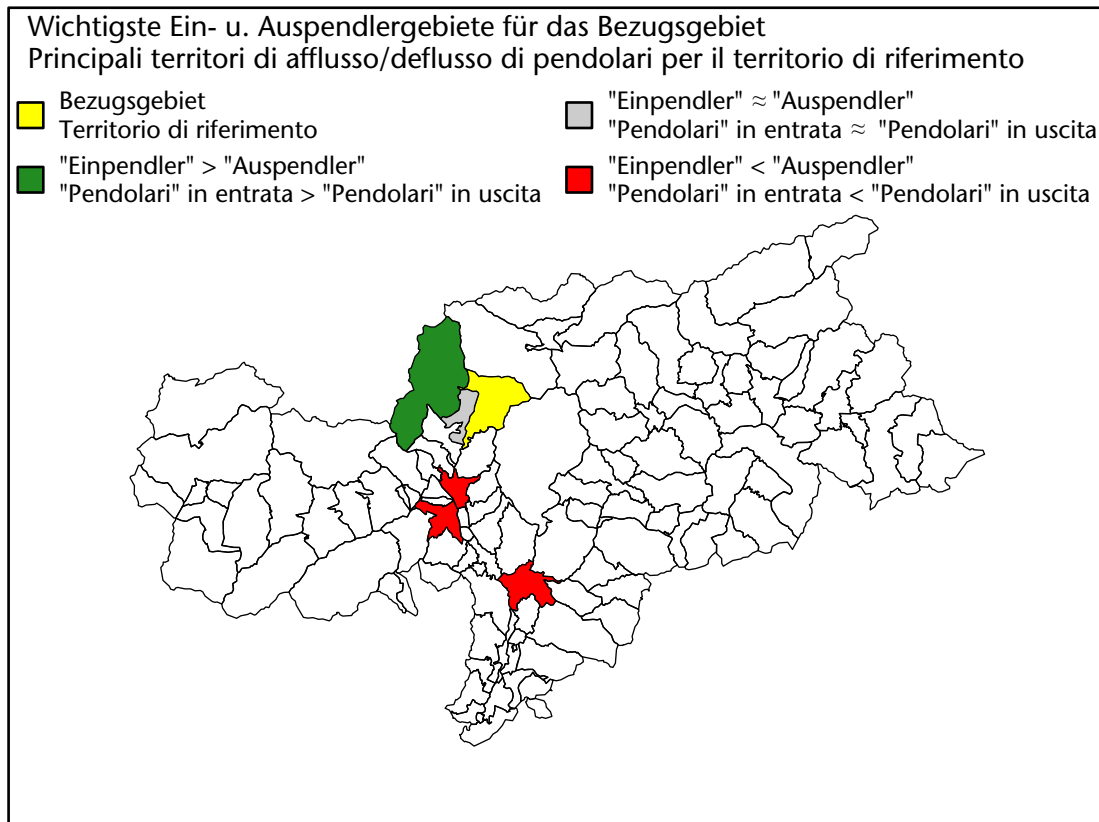 Wichtigste Ein- u. Auspendlergebiete für das Bezugsgebiet
Principali territori di afflusso/deflusso di pendolari per il territorio di riferimento
Bezugsgebiet
Territorio di riferimento
"Einpendler" > "Auspendler"
"Pendolari" in entrata > "Pendolari" in uscita
"Einpendler" ≈ "Auspendler"
"Pendolari" in entrata ≈ "Pendolari" in uscita
"Einpendler" < "Auspendler"
"Pendolari" in entrata < "Pendolari" in uscita